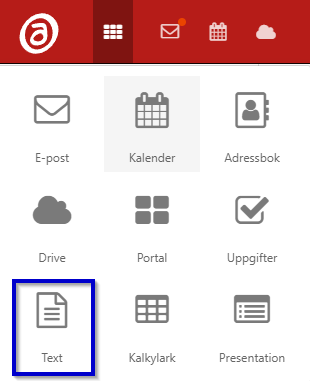 E-post
Kalender
Adressbok
Drive
Portal
Uppgifter
Text
Kalkylark
Presentation